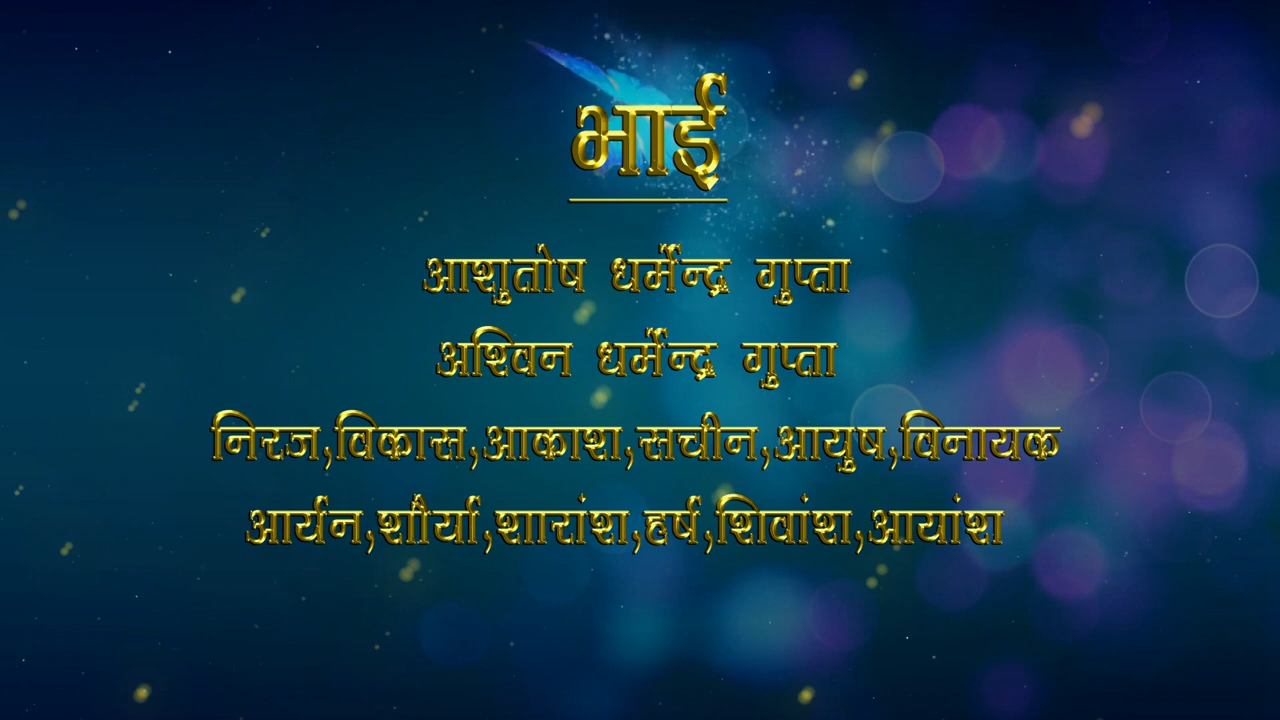 भाई
आशुतोष धर्मेन्द्र गुप्ता
अश्विन धर्मेन्द्र गुप्ता
निरज,विकास,आकाश,सचीन,आयुष,विनायक
आर्यन,शौर्या,शारांश,हर्ष,शिवांश,आयांश